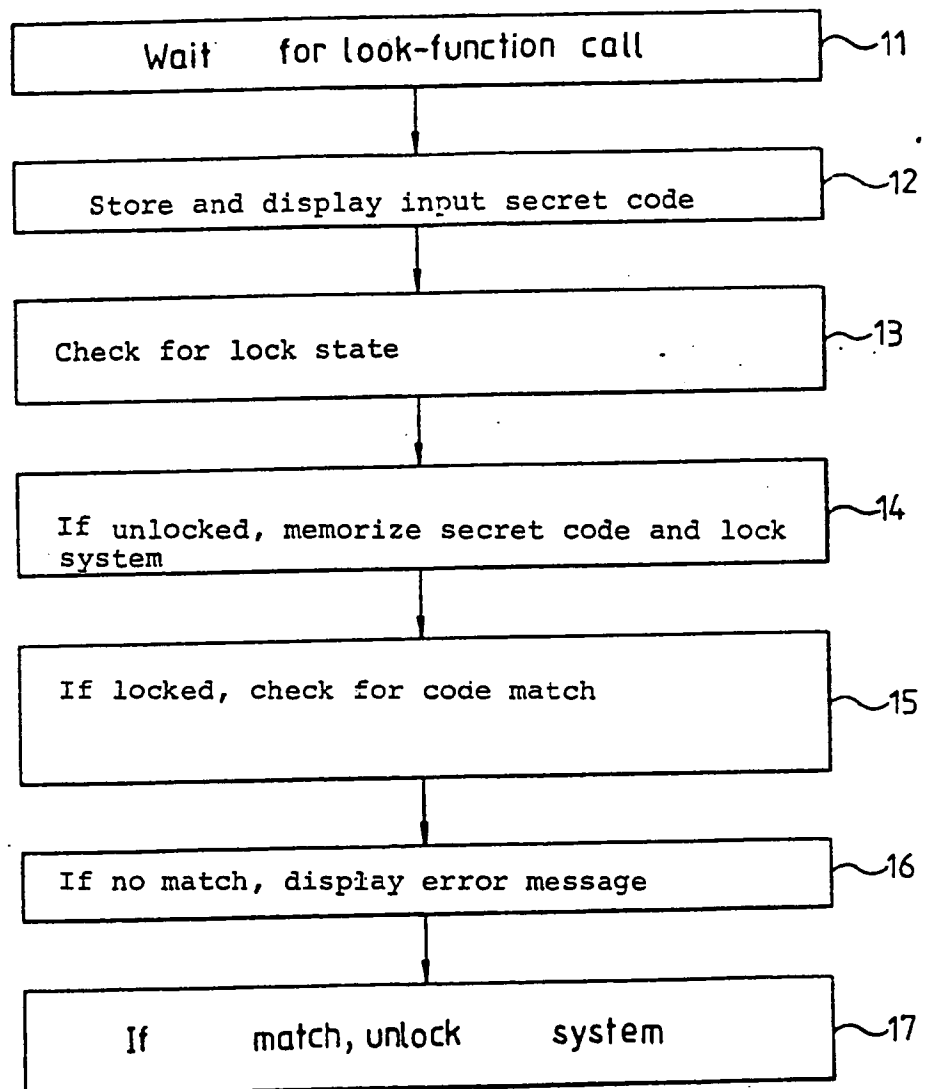 Wait for look-function call
11
Store and display input secret code
12
Check for lock state
13
If unlocked, memorize secret code and lock
system
14
If locked, check for code match
15
If no match, display error message
16
If match, unlock system
17